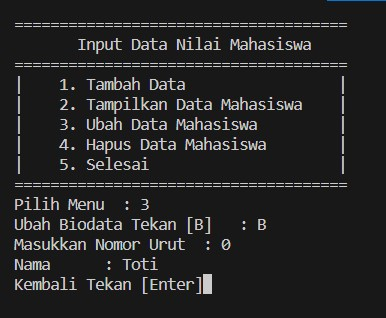 =====================================
Input Data Nilai Mahasiswa
=====================================
| 1. Tambah Data |
| 2. Tampilkan Data Mahasiswa |
| 3. Ubah Data Mahasiswa |
| 4. Hapus Data Mahasiswa |
| 5. Selesai |
=====================================
Pilih Menu : 3
Ubah Biodata Tekan [B] : B
Masukkan Nomor Urut : 0
Nama : Toti
Kembali Tekan [Enter]